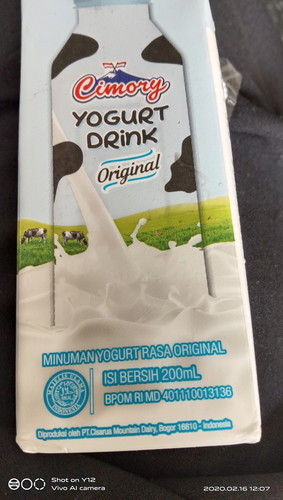 Cimory
YOGURT
DRiNK
Original
MINUMAN YOGURT RASA ORIGINAL
ISI BERSIH 200mL
BPOM RI MD 401110013136
Diproduksi oleh PT.Cisarua Mountain Dairy, Bogor 16810 - Indonesia
Shot on Y12
Vivo AI camera
2020.02.16 12:07